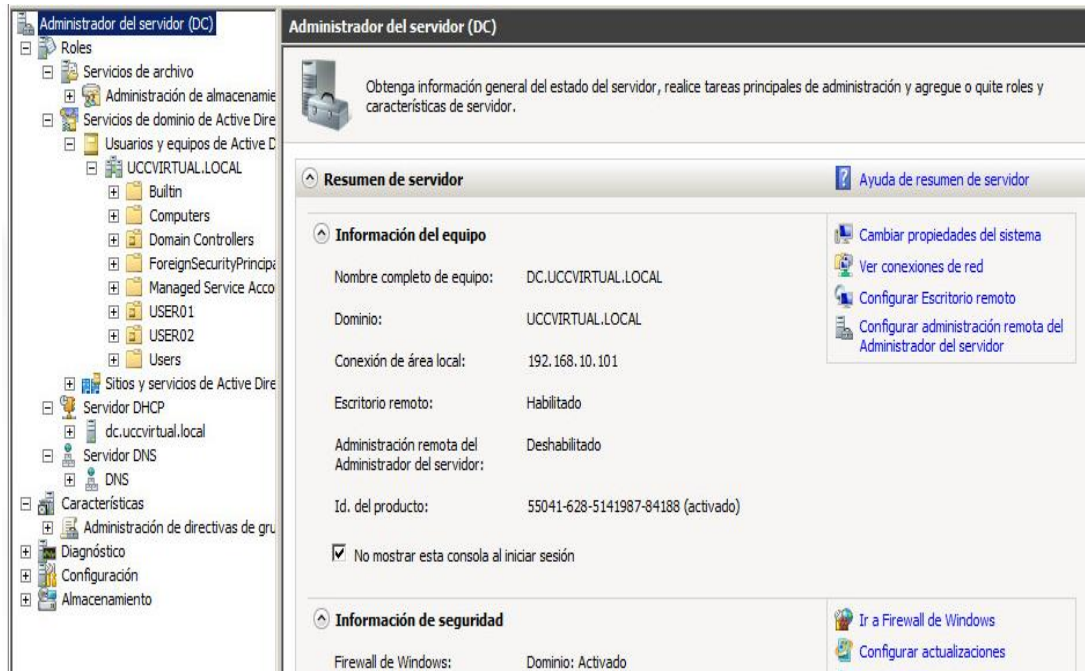 Administrador del servidor (DC)
Roles
Servicios de archivo
Administración de almacenamie
Servicios de dominio de Active Dire
Usuarios y equipos de Active D
UCCVIRTUAL.LOCAL
Builtin
Computers
Domain Controllers
ForeignSecurityPrincipa
Managed Service Acco
USER01
USER02
Users
Sitios y servicios de Active Dire
Servidor DHCP
dc.uccvirtual.local
Servidor DNS
DNS
Características
Administración de directivas de gru
Diagnóstico
Configuración
Almacenamiento
Administrador del servidor (DC)
Obtenga información general del estado del servidor, realice tareas principales de administración y agregue o quite roles y
características de servidor.
Resumen de servidor
Ayuda de resumen de servidor
Información del equipo
Nombre completo de equipo: DC.UCCVIRTUAL.LOCAL
Dominio: UCCVIRTUAL.LOCAL
Conexión de área local: 192.168.10.101
Escritorio remoto: Habilitado
Administración remota del
Administrador del servidor: Deshabilitado
Id. del producto: 55041-628-5141987-84188 (activado)
No mostrar esta consola al iniciar sesión
Cambiar propiedades del sistema
Ver conexiones de red
Configurar Escritorio remoto
Configurar administración remota del
Administrador del servidor
Información de seguridad
Firewall de Windows: Dominio: Activado
Ir a Firewall de Windows
Configurar actualizaciones